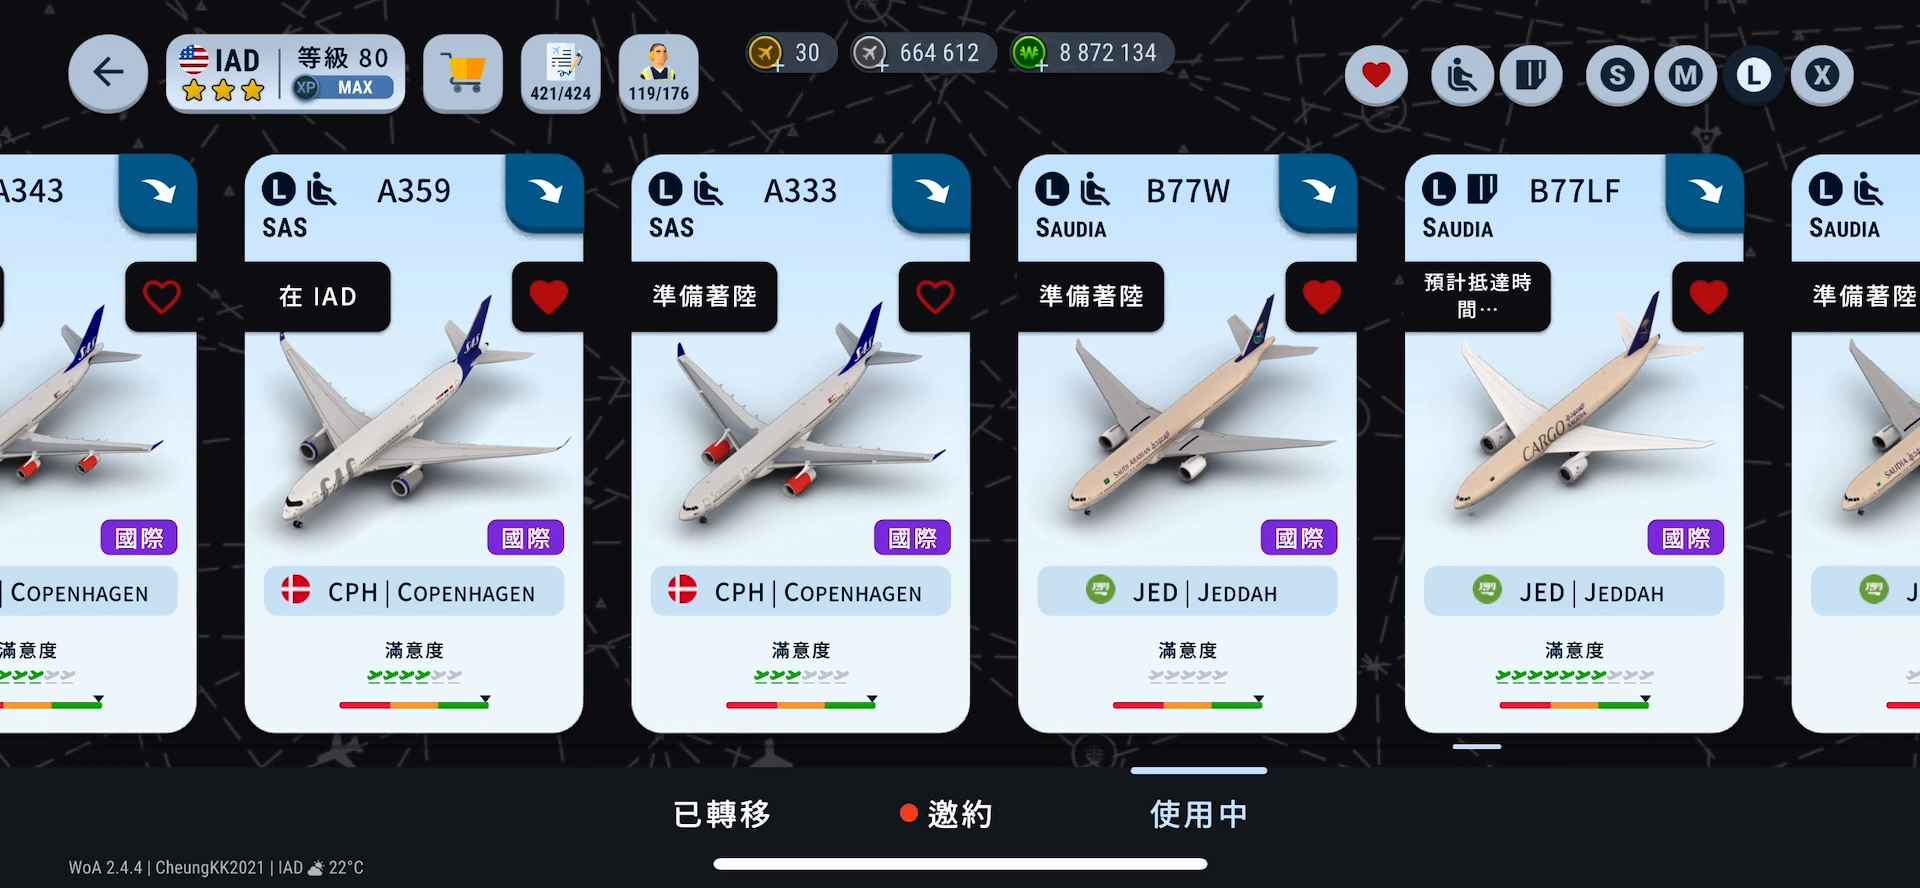 IAD
等級 80
XP MAX
421/424
119/176
30
664 612
8 872 134
S
M
L
X
A343
COPENHAGEN
滿意度
L
A359
SAS
在 IAD
SAS
國際
CPH | COPENHAGEN
滿意度
L
A333
SAS
準備著陸
SAS
國際
CPH | COPENHAGEN
滿意度
L
B77W
SAUDIA
準備著陸
國際
JED | JEDDAH
滿意度
L
B77LF
SAUDIA
預計抵達時
間…
CARGO
SAUDIA
國際
JED | JEDDAH
滿意度
L
SAUDIA
準備著陸
SAUDIA
國際
已轉移
邀約
使用中
WoA 2.4.4 | CheungKK2021 | IAD 22°C